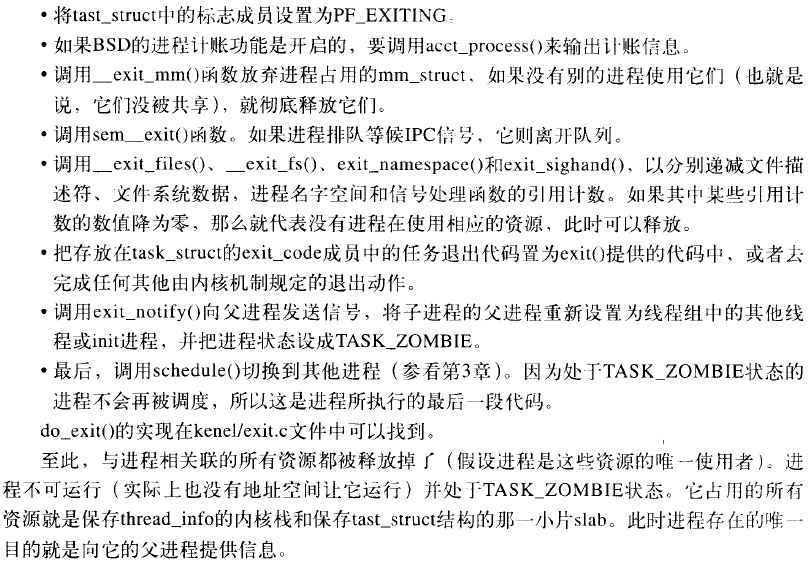 • 将tast_struct中的标志成员设置为PF_EXITING。
• 如果BSD的进程计账功能是开启的，要调用acct_process()来输出计账信息。
• 调用__exit_mm()函数放弃进程占用的mm_struct，如果没有别的进程使用它们（也就是
说，它们没被共享），就彻底释放它们。
• 调用sem__exit()函数。如果进程排队等候IPC信号，它则离开队列。
• 调用__exit_files()、__exit_fs()、exit_namespace()和exit_sighand()，以分别递减文件描
述符、文件系统数据，进程名字空间和信号处理函数的引用计数。如果其中某些引用计
数的数值降为零，那么就代表没有进程在使用相应的资源，此时可以释放。
• 把存放在task_struct的exit_code成员中的任务退出代码置为exit()提供的代码中，或者去
完成任何其他由内核机制规定的退出动作。
• 调用exit_notify()向父进程发送信号，将子进程的父进程重新设置为线程组中的其他线
程或init进程，并把进程状态设成TASK_ZOMBIE。
• 最后，调用schedule()切换到其他进程（参看第3章）。因为处于TASK_ZOMBIE状态的
进程不会再被调度，所以这是进程所执行的最后一段代码。
do_exit()的实现在kenel/exit.c文件中可以找到。
至此，与进程相关联的所有资源都被释放掉了（假设进程是这些资源的唯一使用者）。进
程不可运行（实际上也没有地址空间让它运行）并处于TASK_ZOMBIE状态。它占用的所有
资源就是保存thread_info的内核栈和保存tast_struct结构的那一小片slab。此时进程存在的唯一
目的就是向它的父进程提供信息。